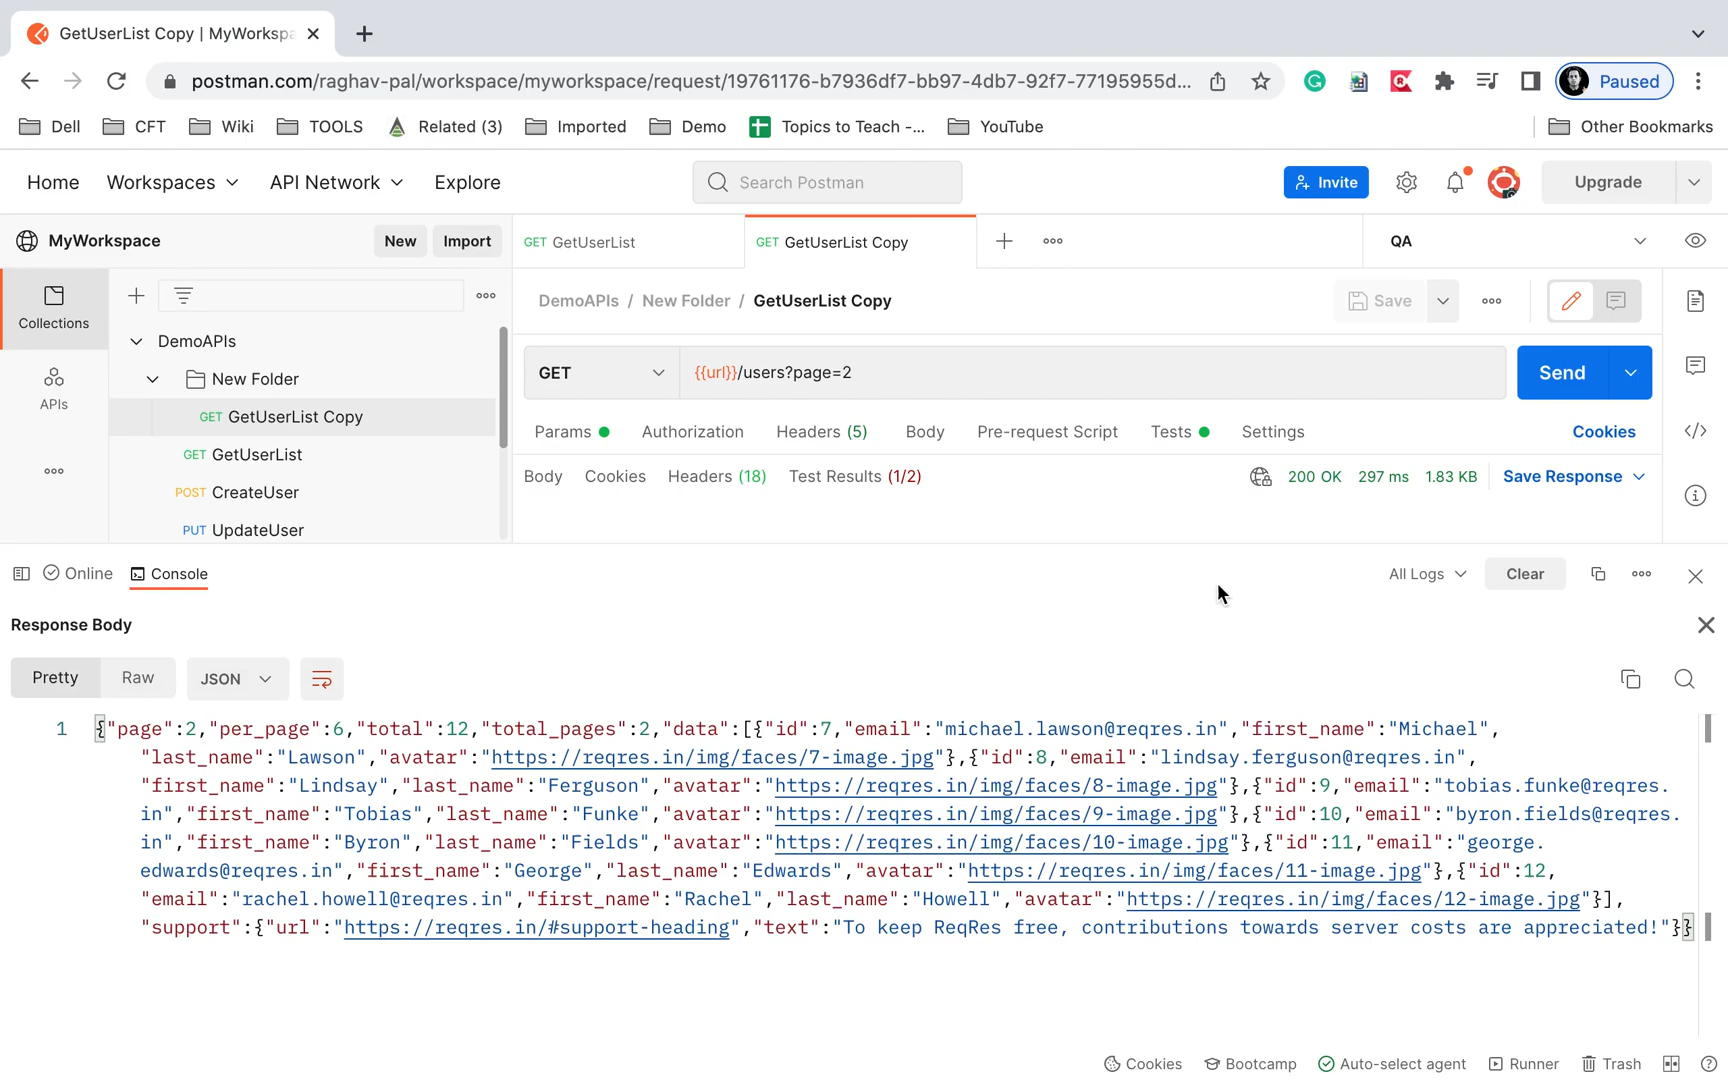 GetUserList Copy | MyWorkspa
postman.com/raghav-pal/workspace/myworkspace/request/19761176-b7936df7-bb97-4db7-92f7-77195955d...
Paused
Dell CFT Wiki TOOLS Related (3) Imported Demo Topics to Teach -... YouTube Other Bookmarks
Home Workspaces API Network Explore Search Postman Invite Upgrade
MyWorkspace New Import GET GetUserList GET GetUserList Copy QA
Collections
APIs
DemoAPIs
New Folder
GET GetUserList Copy
GET GetUserList
POST CreateUser
PUT UpdateUser
DemoAPIs / New Folder / GetUserList Copy Save
GET {{url}}/users?page=2 Send
Params Authorization Headers (5) Body Pre-request Script Tests Settings Cookies
Body Cookies Headers (18) Test Results (1/2) 200 OK 297 ms 1.83 KB Save Response
Online Console All Logs Clear
Response Body
Pretty Raw JSON
1 {"page":2,"per_page":6,"total":12,"total_pages":2,"data":[{"id":7,"email":"michael.lawson@reqres.in","first_name":"Michael",
"last_name":"Lawson","avatar":"https://reqres.in/img/faces/7-image.jpg"},{"id":8,"email":"lindsay.ferguson@reqres.in",
"first_name":"Lindsay","last_name":"Ferguson","avatar":"https://reqres.in/img/faces/8-image.jpg"},{"id":9,"email":"tobias.funke@reqres.
in","first_name":"Tobias","last_name":"Funke","avatar":"https://reqres.in/img/faces/9-image.jpg"},{"id":10,"email":"byron.fields@reqres.
in","first_name":"Byron","last_name":"Fields","avatar":"https://reqres.in/img/faces/10-image.jpg"},{"id":11,"email":"george.
edwards@reqres.in","first_name":"George","last_name":"Edwards","avatar":"https://reqres.in/img/faces/11-image.jpg"},{"id":12,
"email":"rachel.howell@reqres.in","first_name":"Rachel","last_name":"Howell","avatar":"https://reqres.in/img/faces/12-image.jpg"}],
"support":{"url":"https://reqres.in/#support-heading","text":"To keep ReqRes free, contributions towards server costs are appreciated!"}}
Cookies Bootcamp Auto-select agent Runner Trash